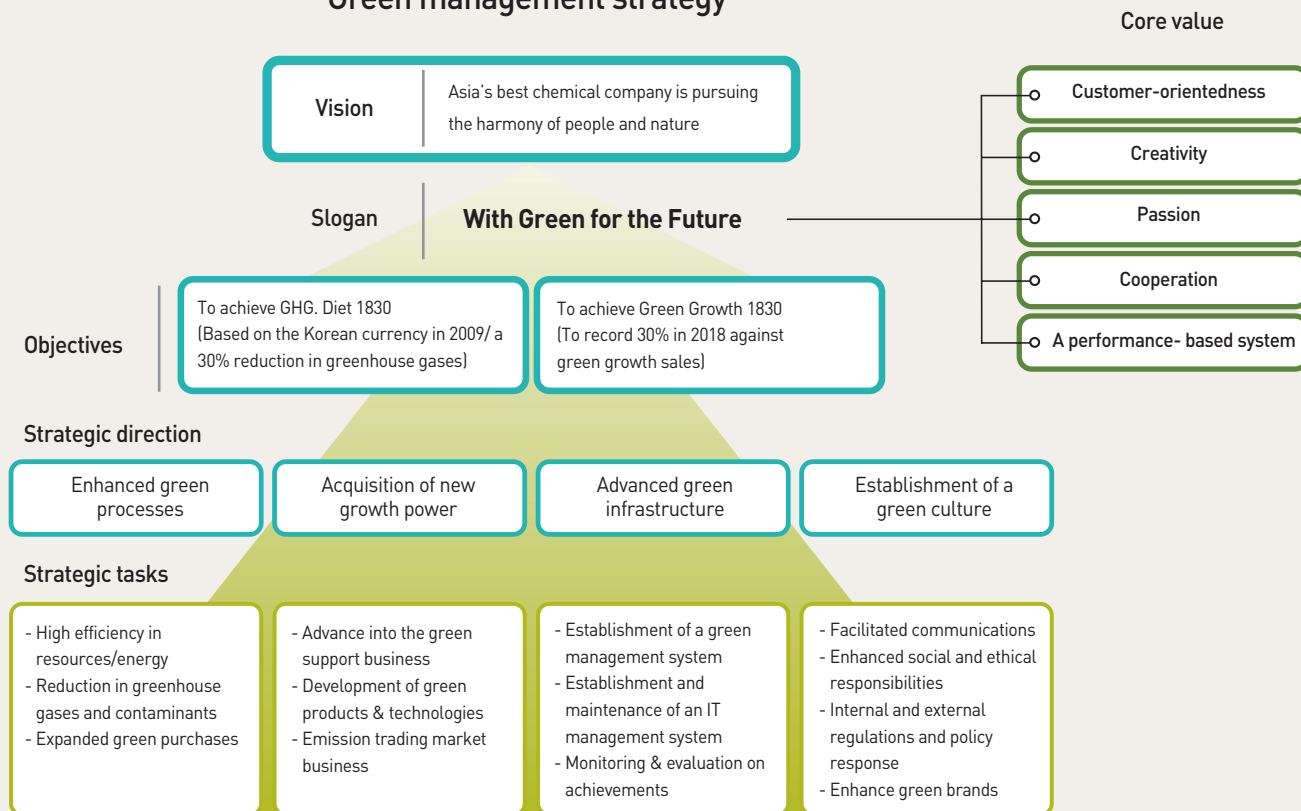 Green management strategy
Core value
Vision
Asia's best chemical company is pursuing
the harmony of people and nature
Slogan
With Green for the Future
Customer-orientedness
Creativity
Passion
Cooperation
A performance- based system
Objectives
To achieve GHG. Diet 1830
(Based on the Korean currency in 2009/ a
30% reduction in greenhouse gases)
To achieve Green Growth 1830
(To record 30% in 2018 against
green growth sales)
Strategic direction
Enhanced green
processes
Acquisition of new
growth power
Advanced green
infrastructure
Establishment of a
green culture
Strategic tasks
- High efficiency in
resources/energy
- Reduction in greenhouse
gases and contaminants
- Expanded green purchases
- Advance into the green
support business
- Development of green
products & technologies
- Emission trading market
business
- Establishment of a green
management system
- Establishment and
maintenance of an IT
management system
- Monitoring & evaluation on
achievements
- Facilitated communications
- Enhanced social and ethical
responsibilities
- Internal and external
regulations and policy
response
- Enhance green brands